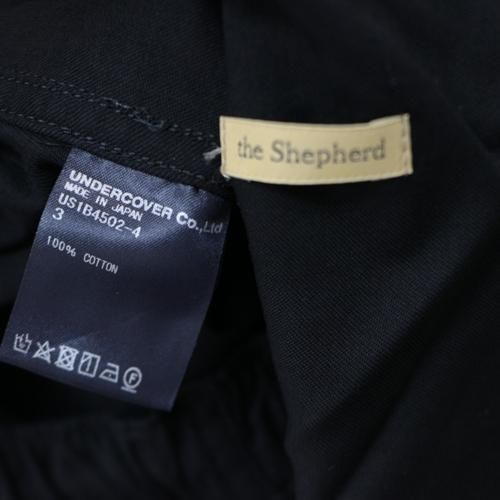 the Shepherd
UNDERCOVER Co.,Ltd
MADE IN JAPAN
US1B4502-4
3
100% COTTON
F